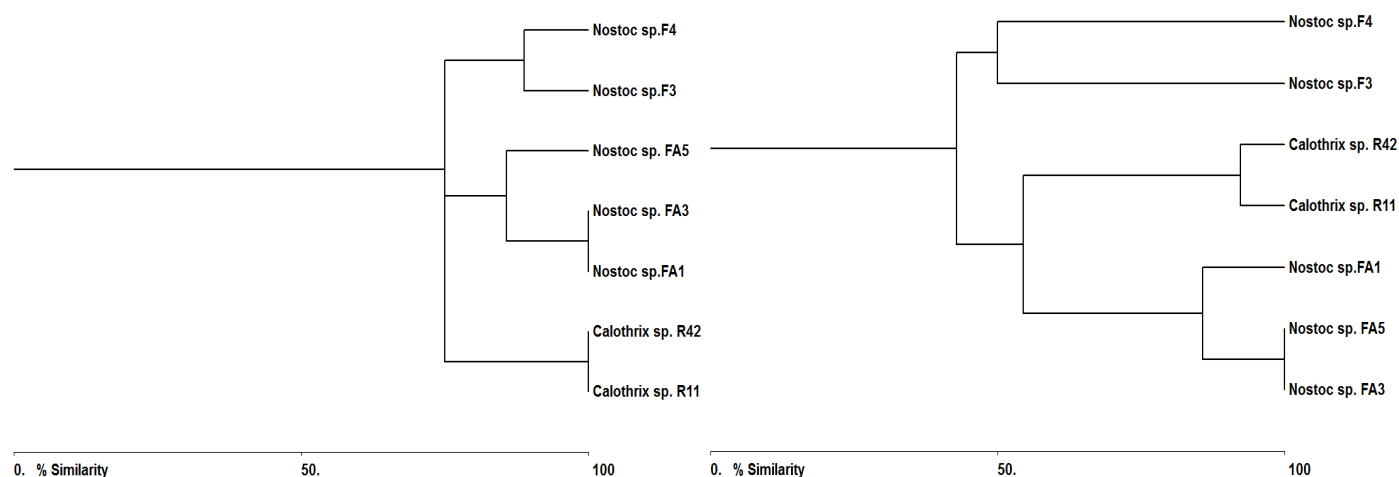 Nostoc sp.F4
Nostoc sp.F3
Nostoc sp. FA5
Nostoc sp. FA3
Nostoc sp.FA1
Calothrix sp. R42
Calothrix sp. R11
0. % Similarity 50. 100
Nostoc sp.F4
Nostoc sp.F3
Calothrix sp. R42
Calothrix sp. R11
Nostoc sp.FA1
Nostoc sp. FA5
Nostoc sp. FA3
0. % Similarity 50. 100